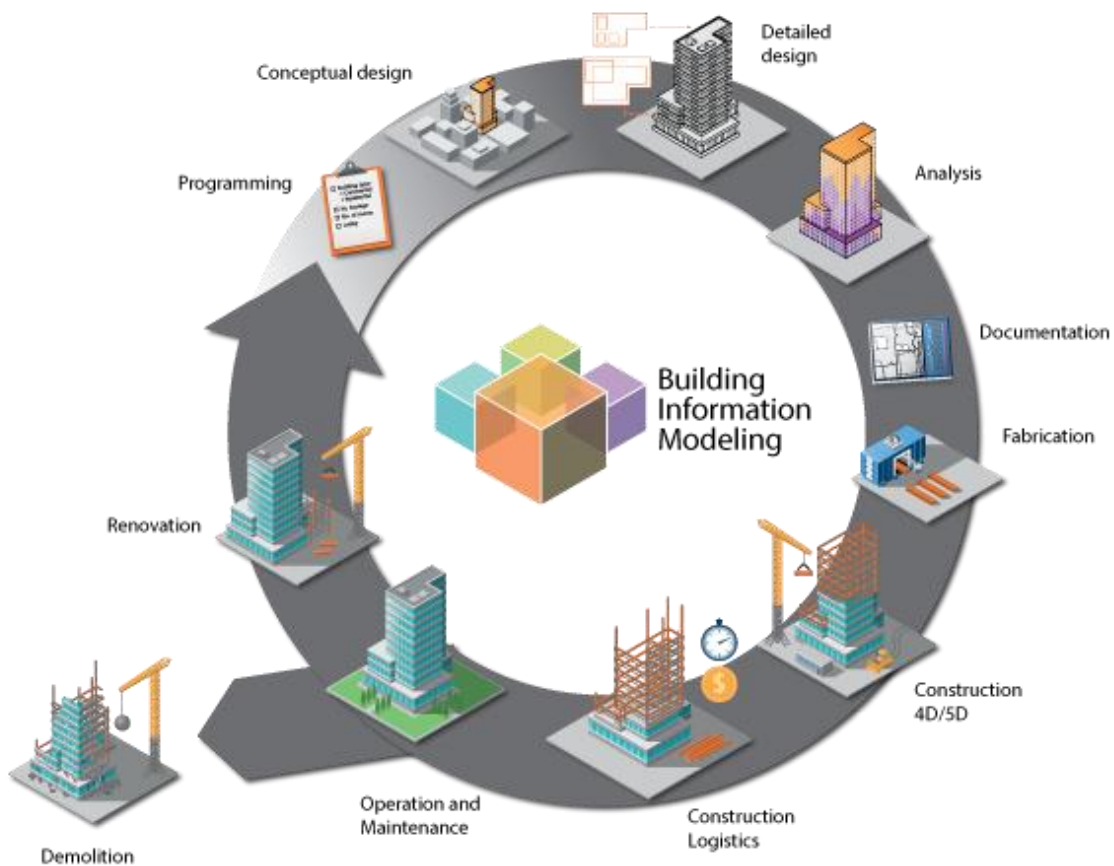 Detailed
design
Conceptual design
Programming
Analysis
Documentation
Building
Information
Modeling
Fabrication
Renovation
Construction
4D/5D
$
Operation and
Maintenance
Construction
Logistics
Demolition